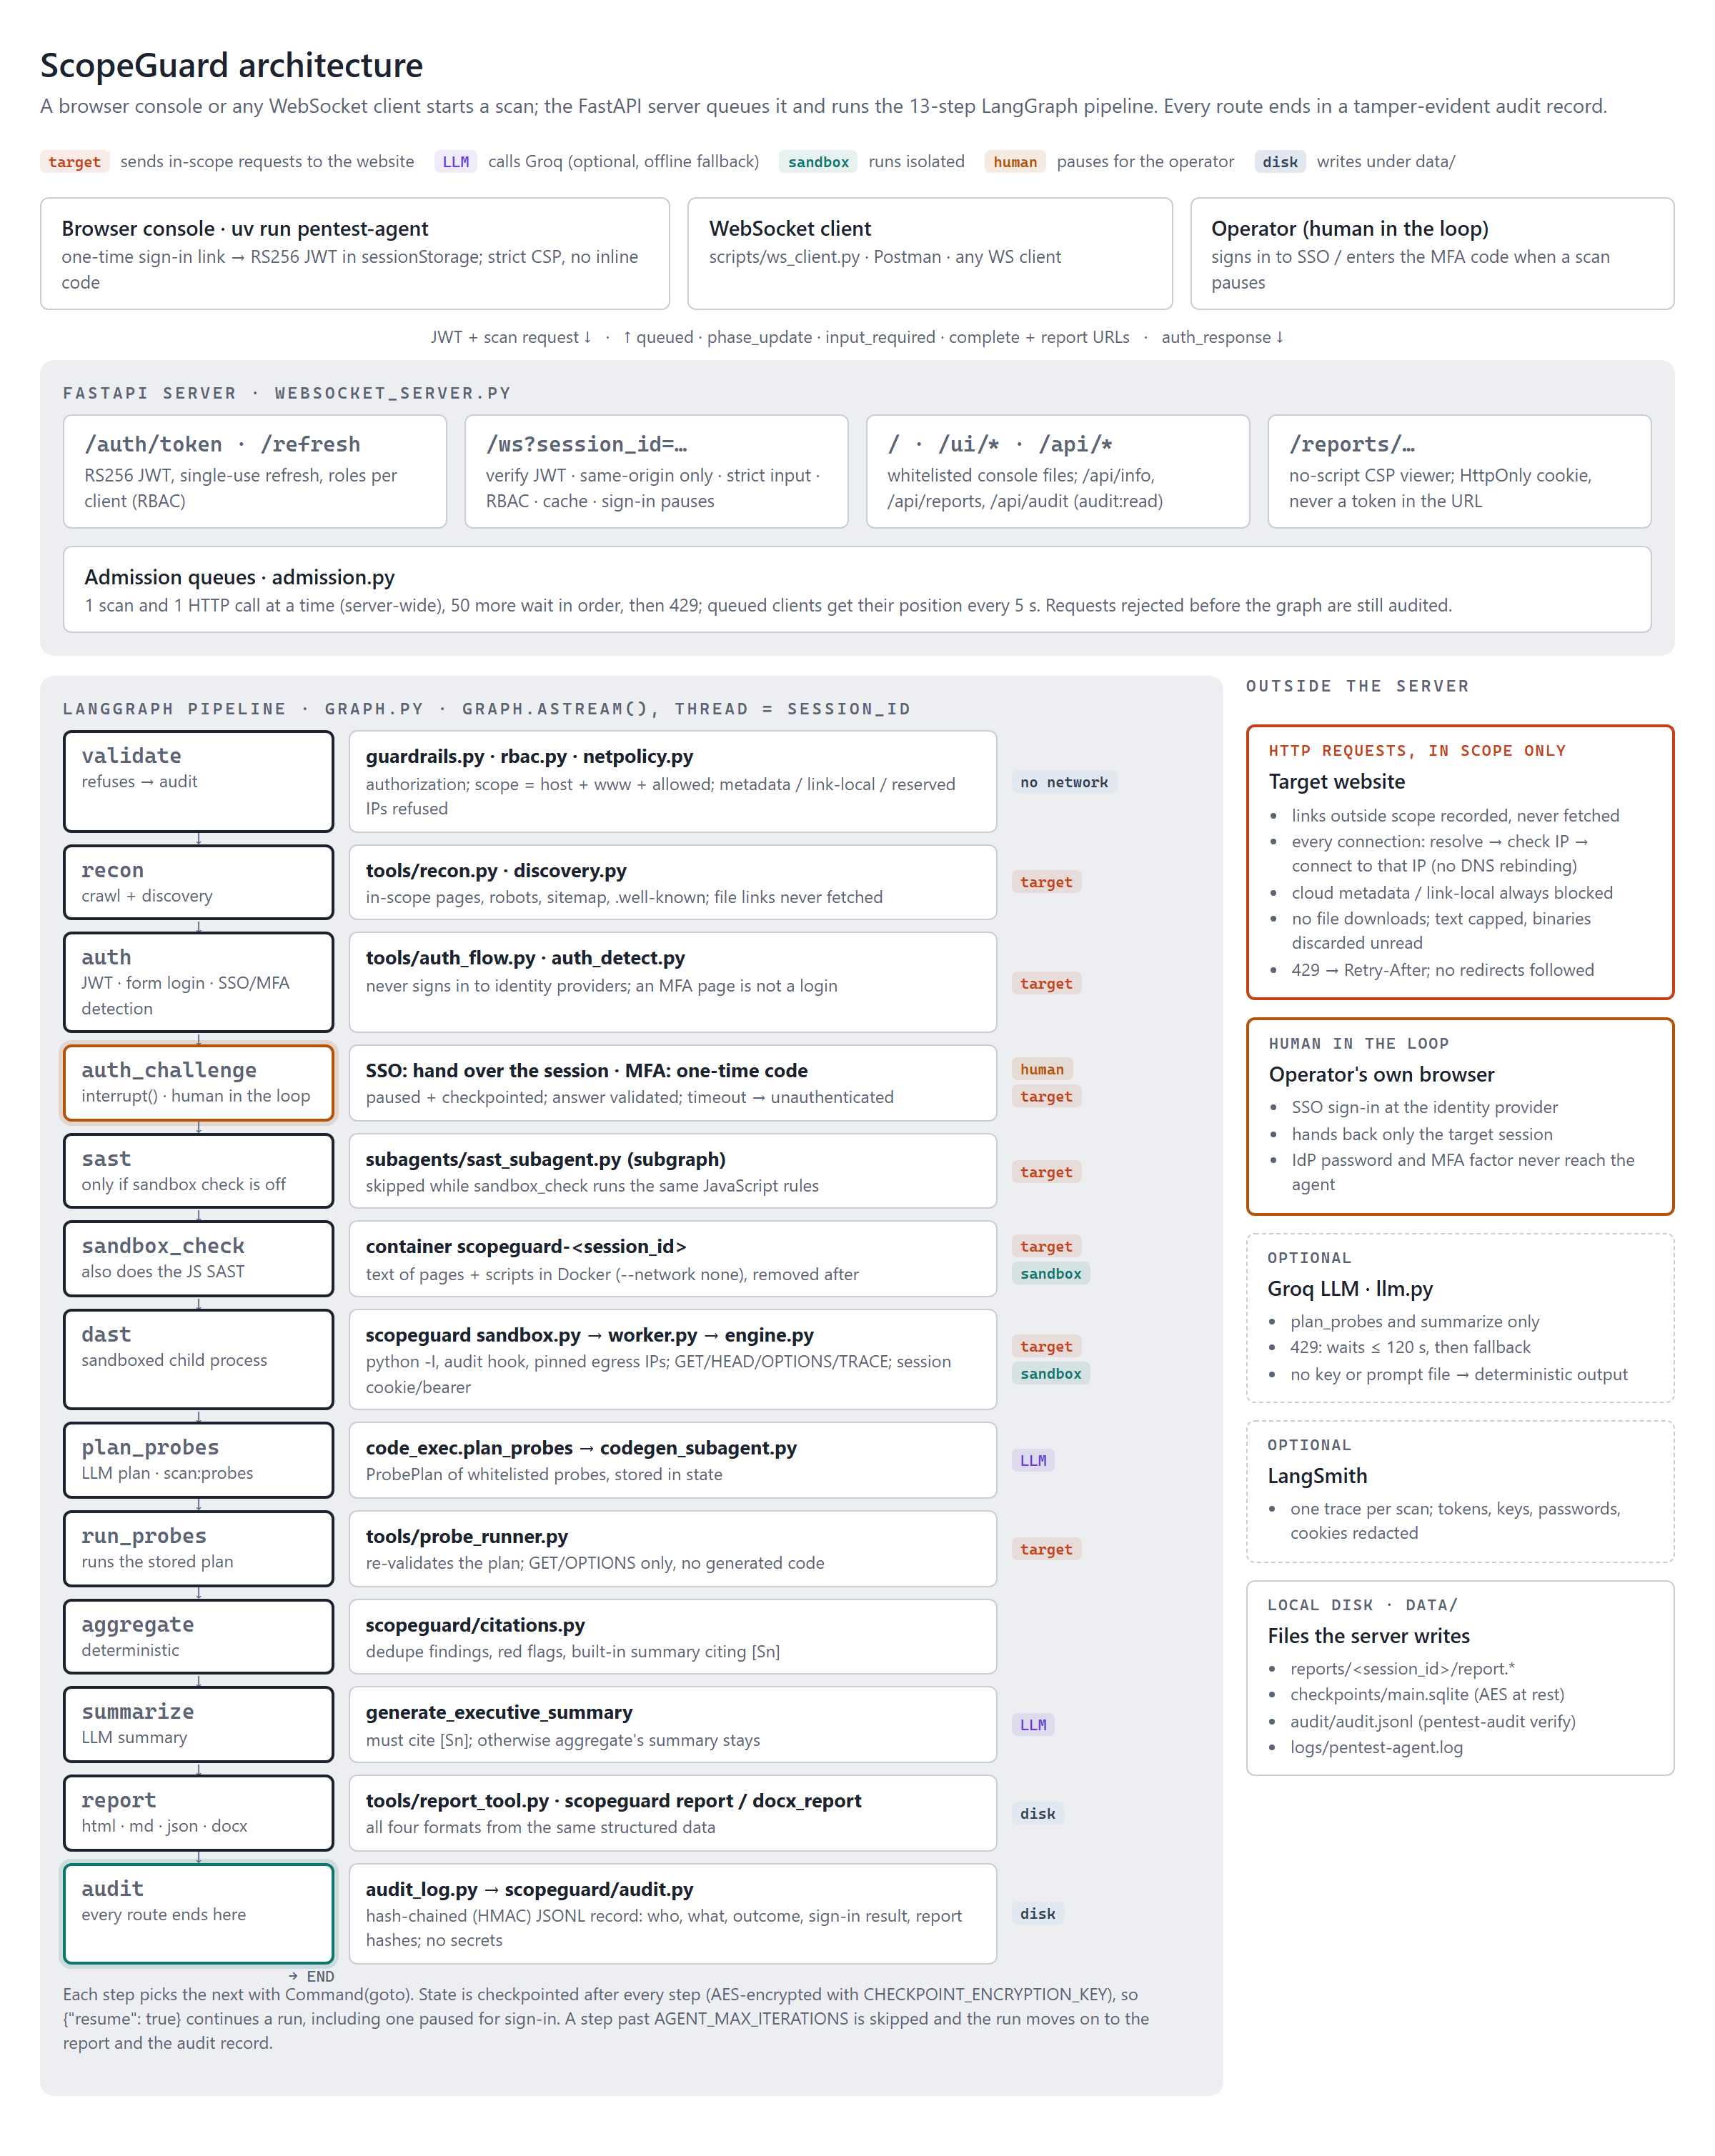 ScopeGuard architecture
A browser console or any WebSocket client starts a scan; the FastAPI server queues it and runs the 13-step LangGraph pipeline. Every route ends in a tamper-evident audit record.
target sends in-scope requests to the website LLM calls Groq (optional, offline fallback) sandbox runs isolated human pauses for the operator disk writes under data/
Browser console · uv run pentest-agent
one-time sign-in link → RS256 JWT in sessionStorage; strict CSP, no inline
code
WebSocket client
scripts/ws_client.py · Postman · any WS client
Operator (human in the loop)
signs in to SSO / enters the MFA code when a scan
pauses
JWT + scan request ↓ · ↑ queued · phase_update · input_required · complete + report URLs · auth_response ↓
FASTAPI SERVER · WEBSOCKET_SERVER.PY
/auth/token · /refresh
RS256 JWT, single-use refresh, roles per
client (RBAC)
/ws?session_id=…
verify JWT · same-origin only · strict input ·
RBAC · cache · sign-in pauses
/ · /ui/* · /api/*
whitelisted console files; /api/info,
/api/reports, /api/audit (audit:read)
/reports/…
no-script CSP viewer; HttpOnly cookie,
never a token in the URL
Admission queues · admission.py
1 scan and 1 HTTP call at a time (server-wide), 50 more wait in order, then 429; queued clients get their position every 5 s. Requests rejected before the graph are still audited.
LANGGRAPH PIPELINE · GRAPH.PY · GRAPH.ASTREAM(), THREAD = SESSION_ID
validate
refuses → audit
guardrails.py · rbac.py · netpolicy.py
authorization; scope = host + www + allowed; metadata / link-local / reserved
IPs refused
no network
↓
recon
crawl + discovery
tools/recon.py · discovery.py
in-scope pages, robots, sitemap, .well-known; file links never fetched
target
↓
auth
JWT · form login · SSO/MFA
detection
tools/auth_flow.py · auth_detect.py
never signs in to identity providers; an MFA page is not a login
target
↓
auth_challenge
interrupt() · human in the loop
SSO: hand over the session · MFA: one-time code
paused + checkpointed; answer validated; timeout → unauthenticated
human
target
↓
sast
only if sandbox check is off
subagents/sast_subagent.py (subgraph)
skipped while sandbox_check runs the same JavaScript rules
target
↓
sandbox_check
also does the JS SAST
container scopeguard-<session_id>
text of pages + scripts in Docker (--network none), removed after
target
sandbox
↓
dast
sandboxed child process
scopeguard sandbox.py → worker.py → engine.py
python -I, audit hook, pinned egress IPs; GET/HEAD/OPTIONS/TRACE; session
cookie/bearer
target
sandbox
↓
plan_probes
LLM plan · scan:probes
code_exec.plan_probes → codegen_subagent.py
ProbePlan of whitelisted probes, stored in state
LLM
↓
run_probes
runs the stored plan
tools/probe_runner.py
re-validates the plan; GET/OPTIONS only, no generated code
target
↓
aggregate
deterministic
scopeguard/citations.py
dedupe findings, red flags, built-in summary citing [Sn]
↓
summarize
LLM summary
generate_executive_summary
must cite [Sn]; otherwise aggregate's summary stays
LLM
↓
report
html · md · json · docx
tools/report_tool.py · scopeguard report / docx_report
all four formats from the same structured data
disk
↓
audit
every route ends here
audit_log.py → scopeguard/audit.py
hash-chained (HMAC) JSONL record: who, what, outcome, sign-in result, report
hashes; no secrets
disk
→ END
Each step picks the next with Command(goto). State is checkpointed after every step (AES-encrypted with CHECKPOINT_ENCRYPTION_KEY), so
{"resume": true} continues a run, including one paused for sign-in. A step past AGENT_MAX_ITERATIONS is skipped and the run moves on to the
report and the audit record.
OUTSIDE THE SERVER
HTTP REQUESTS, IN SCOPE ONLY
Target website
• links outside scope recorded, never fetched
• every connection: resolve → check IP →
connect to that IP (no DNS rebinding)
• cloud metadata / link-local always blocked
• no file downloads; text capped, binaries
discarded unread
• 429 → Retry-After; no redirects followed
HUMAN IN THE LOOP
Operator's own browser
• SSO sign-in at the identity provider
• hands back only the target session
• IdP password and MFA factor never reach the
agent
OPTIONAL
Groq LLM · llm.py
• plan_probes and summarize only
• 429: waits ≤ 120 s, then fallback
• no key or prompt file → deterministic output
OPTIONAL
LangSmith
• one trace per scan; tokens, keys, passwords,
cookies redacted
LOCAL DISK · DATA/
Files the server writes
• reports/<session_id>/report.*
• checkpoints/main.sqlite (AES at rest)
• audit/audit.jsonl (pentest-audit verify)
• logs/pentest-agent.log